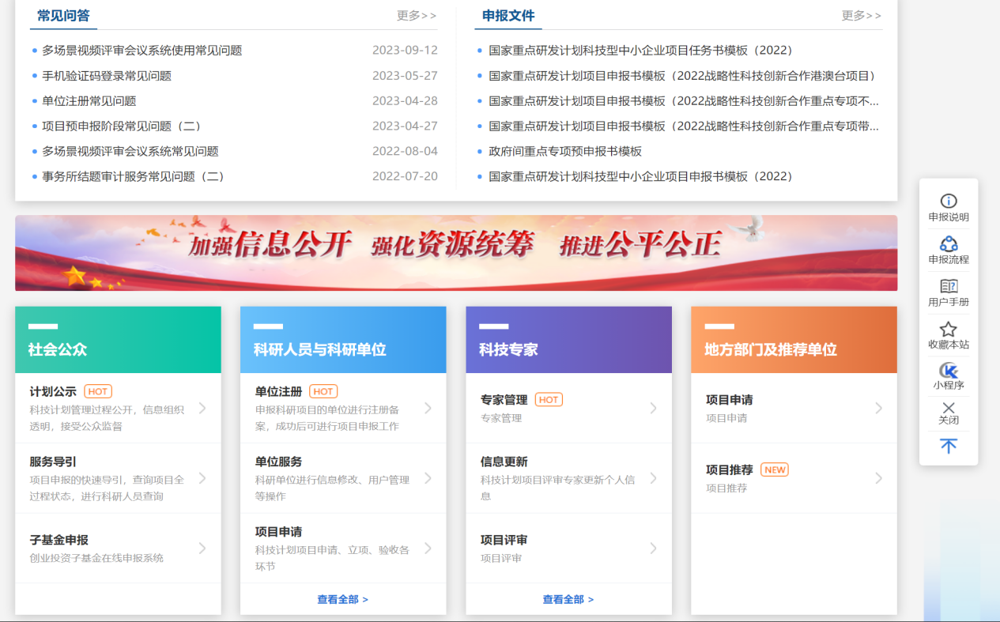 常见问答
更多>>
多场景视频评审会议系统使用常见问题 2023-09-12
手机验证码登录常见问题 2023-05-27
单位注册常见问题 2023-04-28
项目预申报阶段常见问题（二） 2023-04-27
多场景视频评审会议系统常见问题 2022-08-04
事务所结题审计服务常见问题（二） 2022-07-20
申报文件
更多>>
国家重点研发计划科技型中小企业项目任务书模板（2022）
国家重点研发计划项目申报书模板（2022战略性科技创新合作港澳台项目）
国家重点研发计划项目申报书模板（2022战略性科技创新合作重点专项不...
国家重点研发计划项目申报书模板（2022战略性科技创新合作重点专项带...
政府间重点专项预申报书模板
国家重点研发计划科技型中小企业项目申报书模板（2022）
加强信息公开 强化资源统筹 推进公平公正
社会公众
计划公示 HOT
科技计划管理过程公开，信息组织
透明，接受公众监督
服务导引
项目申报的快速导引，查询项目全
过程状态，进行科研人员查询
子基金申报
创业投资子基金在线申报系统
科研人员与科研单位
单位注册 HOT
申报科研项目的单位进行注册备
案，成功后可进行项目申报工作
单位服务
科研单位进行信息修改、用户管理
等操作
项目申请
科技计划项目申请、立项、验收各
环节
查看全部 >
科技专家
专家管理 HOT
专家管理
信息更新
科技计划项目评审专家更新个人信
息
项目评审
项目评审
查看全部 >
地方部门及推荐单位
项目申请
项目申请
项目推荐 NEW
项目推荐
申报说明
申报流程
用户手册
收藏本站
小程序
关闭